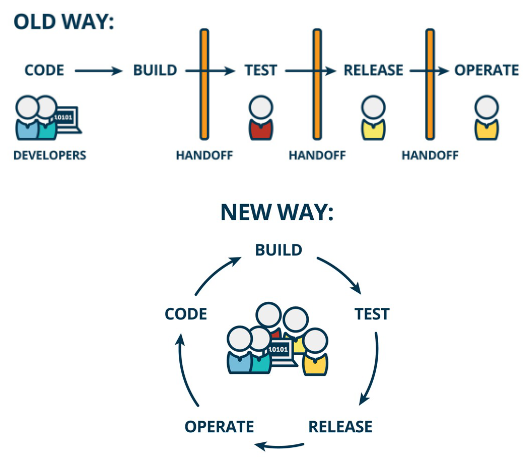 OLD WAY:
CODE BUILD TEST RELEASE OPERATE
10101
DEVELOPERS HANDOFF HANDOFF HANDOFF
NEW WAY:
BUILD
CODE TEST
10101
OPERATE RELEASE